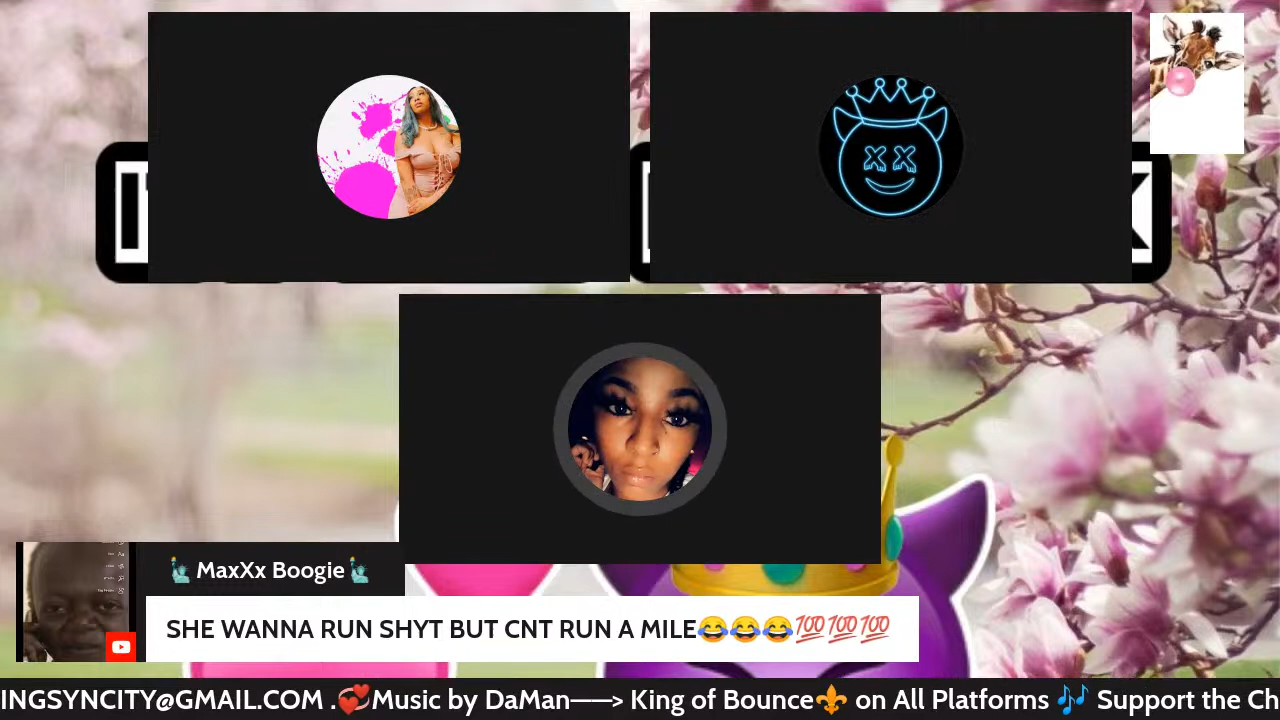 🗽 MaxXx Boogie🗽
SHE WANNA RUN SHYT BUT CNT RUN A MILE😂😂😂💯💯💯
INGSYNCITY@GMAIL.COM .💞Music by DaMan——> King of Bounce⚜️ on All Platforms 🎶 Support the Ch